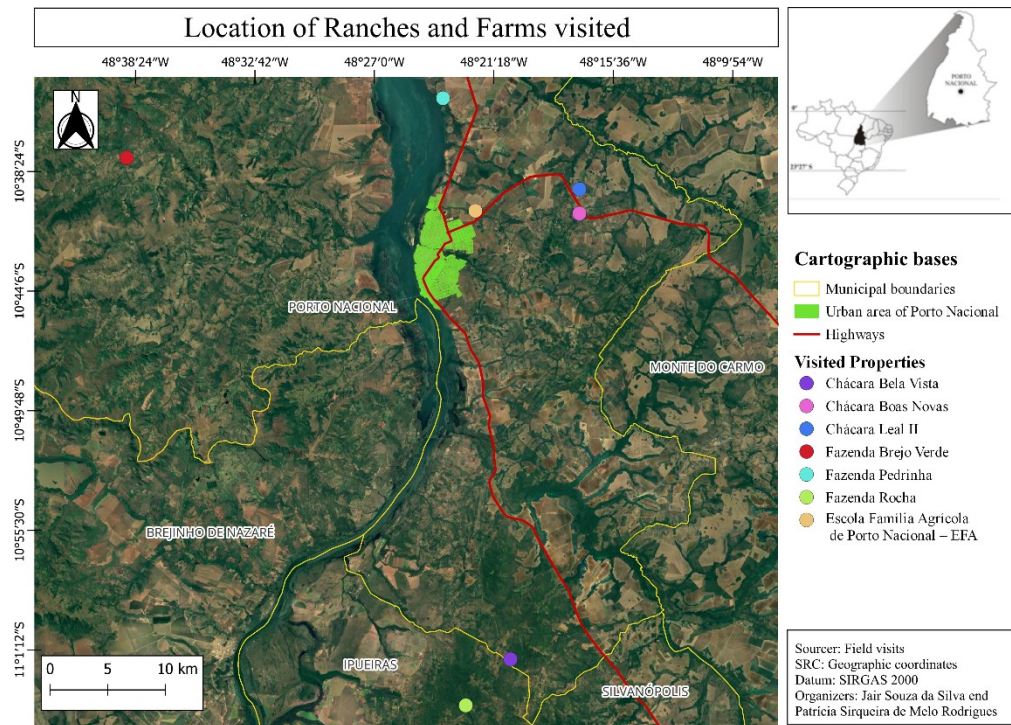 Location of Ranches and Farms visited
48°38'24"W 48°32'42"W 48°27'0"W 48°21'18"W 48°15'36"W 48°9'54"W
N
10°38'24"S
10°44'6"S
10°49'48"S
10°55'30"S
11°1'12"S
PORTO NACIONAL
MONTE DO CARMO
BREJINHO DE NAZARÉ
IPUEIRAS
SILVANÓPOLIS
0 5 10 km
PORTO
NACIONAL
0°
23°27' S
Cartographic bases
Municipal boundaries
Urban area of Porto Nacional
Highways
Visited Properties
Chácara Bela Vista
Chácara Boas Novas
Chácara Leal II
Fazenda Brejo Verde
Fazenda Pedrinha
Fazenda Rocha
Escola Família Agrícola
de Porto Nacional – EFA
Sourcer: Field visits
SRC: Geographic coordinates
Datum: SIRGAS 2000
Organizers: Jair Souza da Silva end
Patrícia Sirqueira de Melo Rodrigues